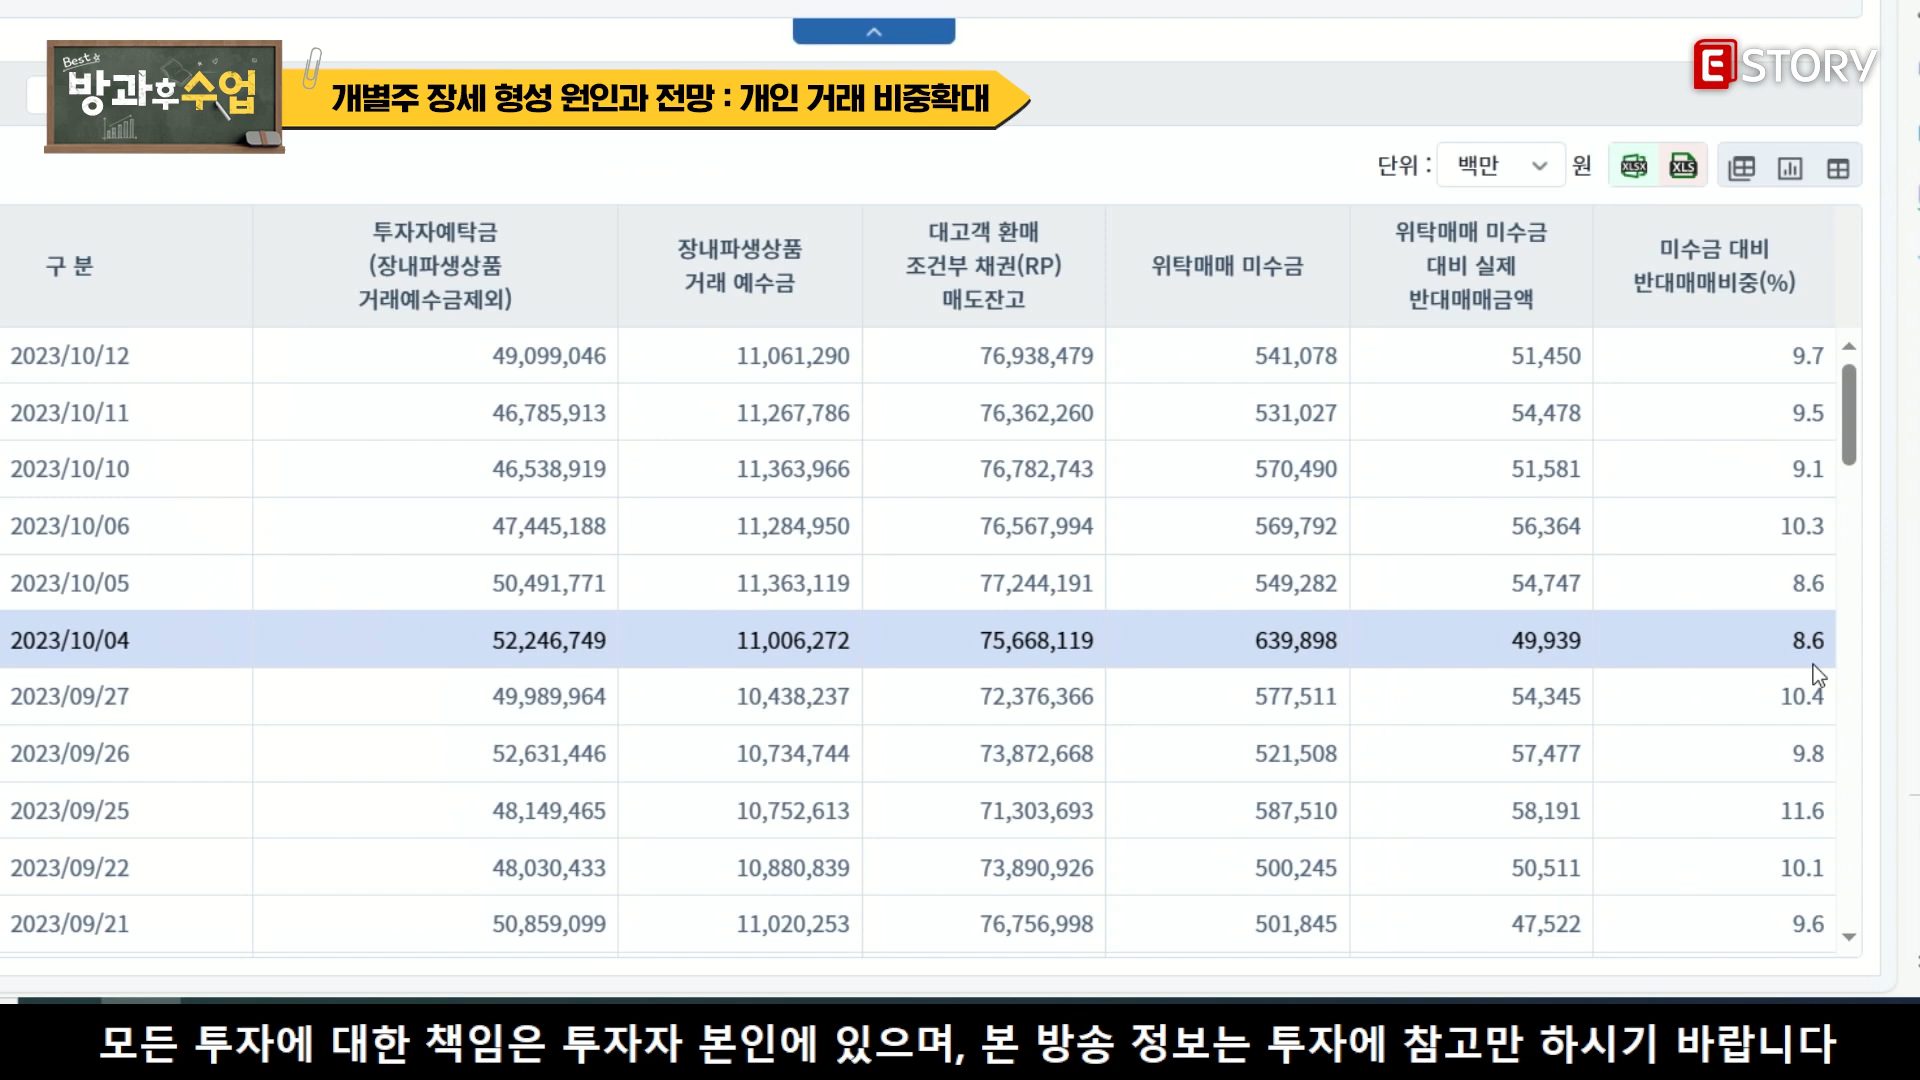 Best
방과후수업
개별주 장세 형성 원인과 전망 : 개인 거래 비중확대
E STORY
단위 : 백만 원 XLSX XLS
구 분 투자자예탁금 (장내파생상품 거래예수금제외) 장내파생상품 거래 예수금 대고객 환매 조건부 채권(RP) 매도잔고 위탁매매 미수금 위탁매매 미수금 대비 실제 반대매매금액 미수금 대비 반대매매비중(%)
2023/10/12 49,099,046 11,061,290 76,938,479 541,078 51,450 9.7
2023/10/11 46,785,913 11,267,786 76,362,260 531,027 54,478 9.5
2023/10/10 46,538,919 11,363,966 76,782,743 570,490 51,581 9.1
2023/10/06 47,445,188 11,284,950 76,567,994 569,792 56,364 10.3
2023/10/05 50,491,771 11,363,119 77,244,191 549,282 54,747 8.6
2023/10/04 52,246,749 11,006,272 75,668,119 639,898 49,939 8.6
2023/09/27 49,989,964 10,438,237 72,376,366 577,511 54,345 10.4
2023/09/26 52,631,446 10,734,744 73,872,668 521,508 57,477 9.8
2023/09/25 48,149,465 10,752,613 71,303,693 587,510 58,191 11.6
2023/09/22 48,030,433 10,880,839 73,890,926 500,245 50,511 10.1
2023/09/21 50,859,099 11,020,253 76,756,998 501,845 47,522 9.6
모든 투자에 대한 책임은 투자자 본인에 있으며, 본 방송 정보는 투자에 참고만 하시기 바랍니다